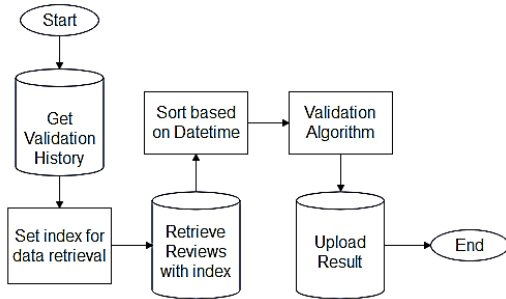 Start
Get
Validation
History
Set index for
data retrieval
Retrieve
Reviews
with index
Sort based
on Datetime
Validation
Algorithm
Upload
Result
End